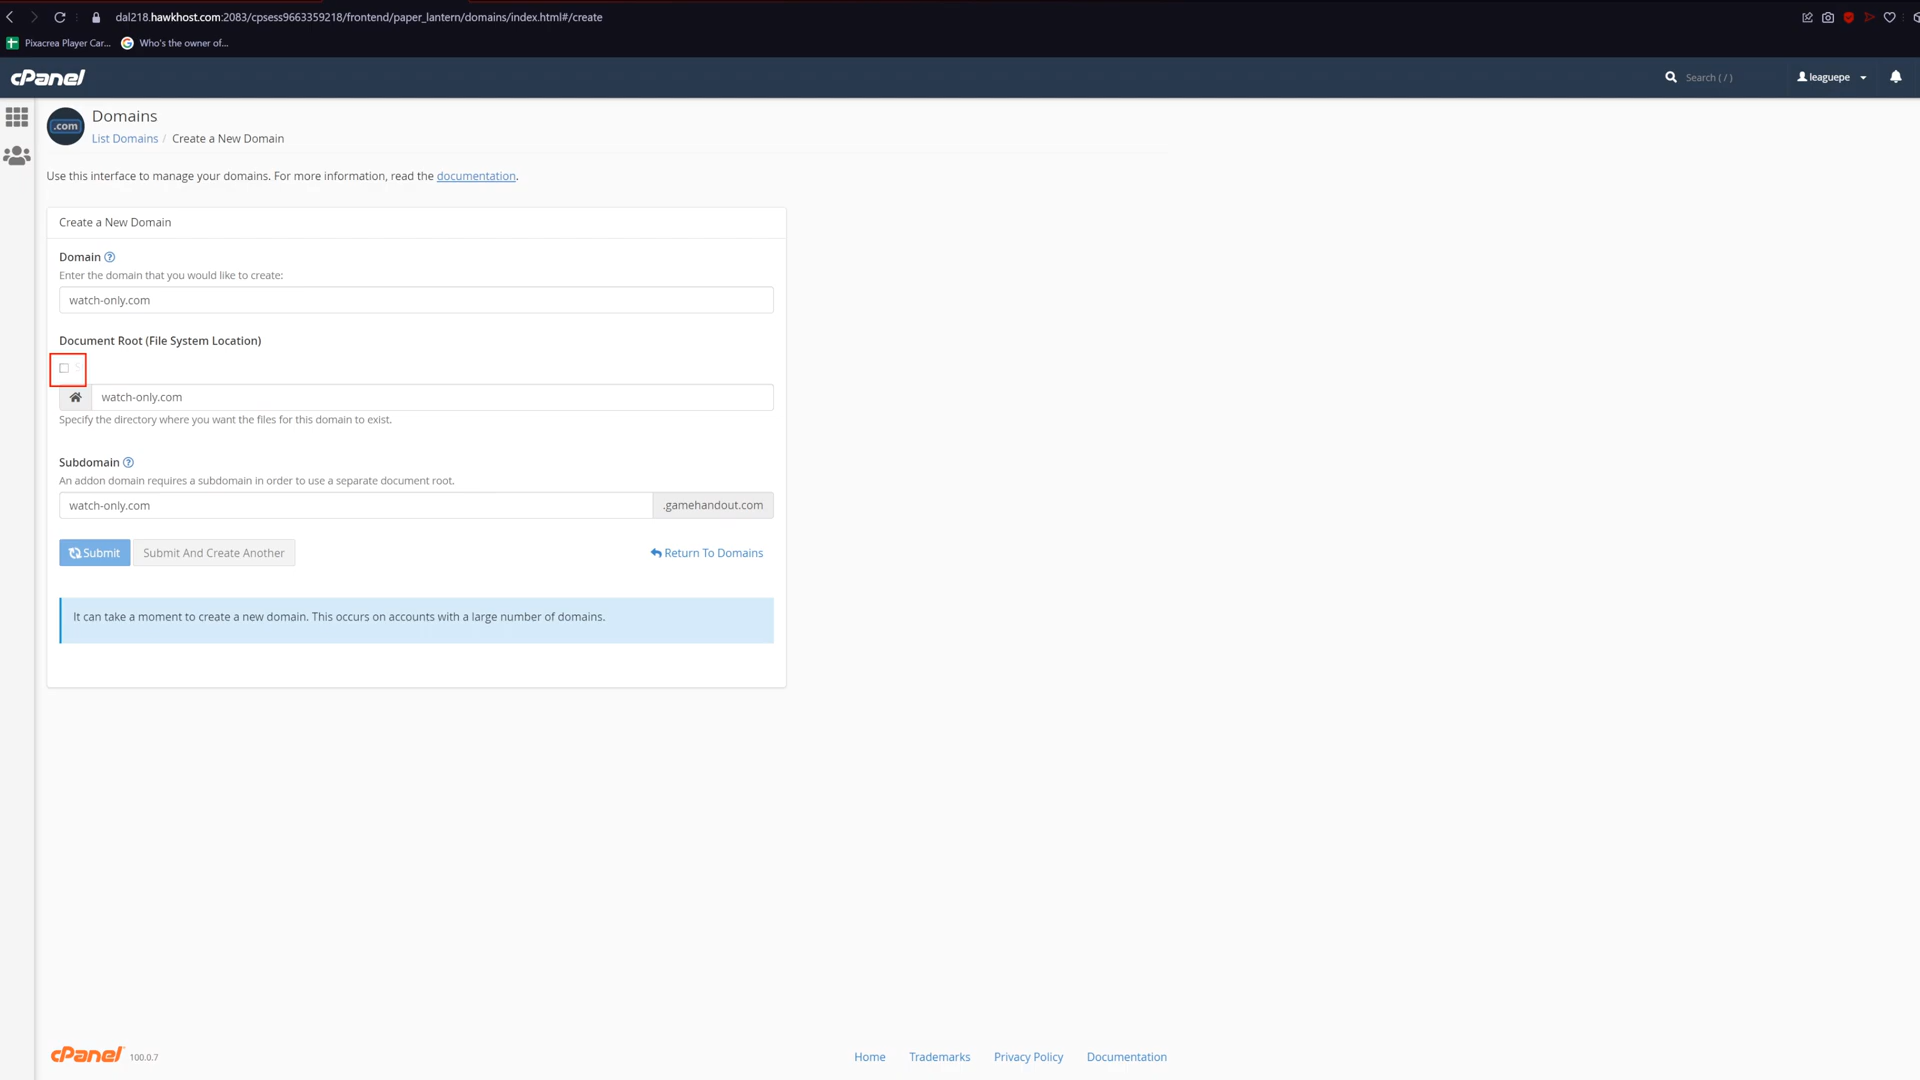 dal218.hawkhost.com:2083/cpsess9663359218/frontend/paper_lantern/domains/index.html#/create
Pixacrea Player Car... Who's the owner of...
cPanel Search ( / ) leaguepe
.com Domains
List Domains / Create a New Domain
Use this interface to manage your domains. For more information, read the documentation.
Create a New Domain
Domain
Enter the domain that you would like to create:
watch-only.com
Document Root (File System Location)
watch-only.com
Specify the directory where you want the files for this domain to exist.
Subdomain
An addon domain requires a subdomain in order to use a separate document root.
watch-only.com .gamehandout.com
Submit Submit And Create Another Return To Domains
It can take a moment to create a new domain. This occurs on accounts with a large number of domains.
cPanel 100.0.7 Home Trademarks Privacy Policy Documentation